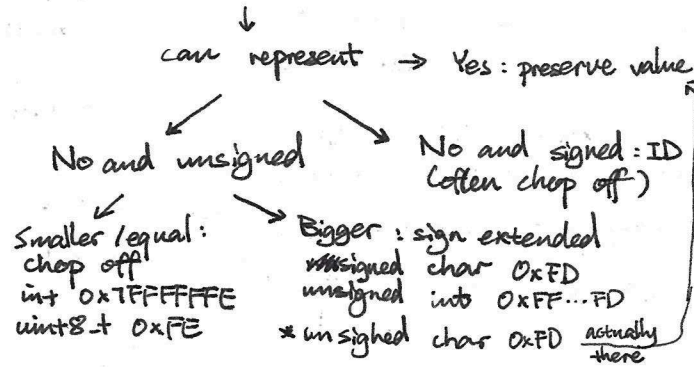 can represent → Yes: preserve value
No and unsigned
No and signed: ID
(often chop off)
Smaller/equal:
chop off
int 0x7FFFFFFE
uint8_t 0xFE
Bigger: sign extended
signed char 0xFD
unsigned int 0xFF...FD
* unsighed char 0xFD actually there